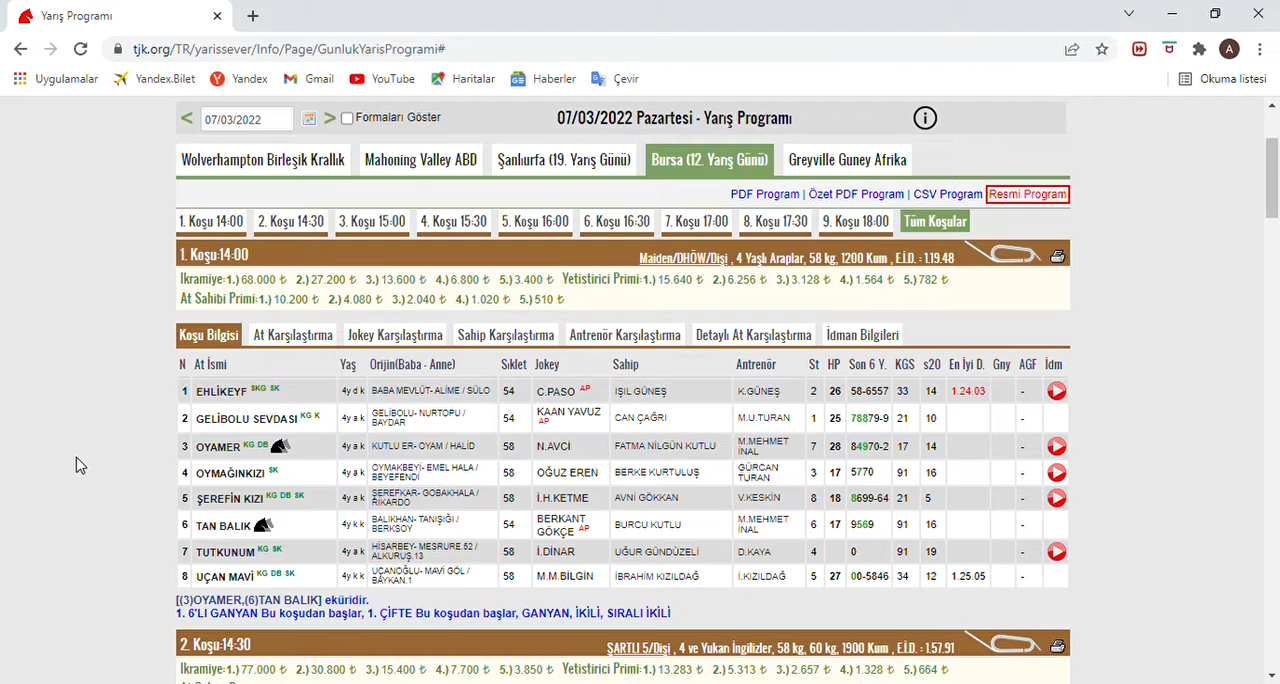 Yarış Programı
tjk.org/TR/yarissever/Info/Page/GunlukYarisProgrami#
A
Uygulamalar Yandex.Bilet Yandex Gmail YouTube Haritalar Haberler Çevir Okuma listesi
< 07/03/2022 > Formaları Göster 07/03/2022 Pazartesi - Yarış Programı i
Wolverhampton Birleşik Krallık Mahoning Valley ABD Şanlıurfa (19. Yarış Günü) Bursa (12. Yarış Günü) Greyville Guney Afrika
PDF Program | Özet PDF Program | CSV Program Resmi Program
1. Koşu 14:00 2. Koşu 14:30 3. Koşu 15:00 4. Koşu 15:30 5. Koşu 16:00 6. Koşu 16:30 7. Koşu 17:00 8. Koşu 17:30 9. Koşu 18:00 Tüm Koşular
1. Koşu:14:00 Maiden/DHÖW/Dişi , 4 Yaşlı Araplar, 58 kg, 1200 Kum , E.İ.D. : 1.19.48
İkramiye:1.) 68.000 ₺ 2.) 27.200 ₺ 3.) 13.600 ₺ 4.) 6.800 ₺ 5.) 3.400 ₺ Yetistirici Primi:1.) 15.640 ₺ 2.) 6.256 ₺ 3.) 3.128 ₺ 4.) 1.564 ₺ 5.) 782 ₺
At Sahibi Primi:1.) 10.200 ₺ 2.) 4.080 ₺ 3.) 2.040 ₺ 4.) 1.020 ₺ 5.) 510 ₺
Koşu Bilgisi At Karşılaştırma Jokey Karşılaştırma Sahip Karşılaştırma Antrenör Karşılaştırma Detaylı At Karşılaştırma İdman Bilgileri
N At İsmi Yaş Orijin(Baba - Anne) Sıklet Jokey Sahip Antrenör St HP Son 6 Y. KGS s20 En İyi D. Gny AGF İdm
1 EHLİKEYF SKG SK 4y d k BABA MEVLÜT- ALİME / SÜLO 54 C.PASO AP IŞIL GÜNEŞ K.GÜNEŞ 2 26 58-6557 33 14 1.24.03 -
2 GELİBOLU SEVDASI KG K 4y a k GELİBOLU- NURTOPU / BAYDAR 54 KAAN YAVUZ AP CAN ÇAĞRI M.U.TURAN 1 25 78879-9 21 10 -
3 OYAMER KG DB 4y a k KUTLU ER- OYAM / HALİD 58 N.AVCİ FATMA NİLGÜN KUTLU M.MEHMET İNAL 7 28 84970-2 17 14 -
4 OYMAĞINKIZI SK 4y a k OYMAKBEYİ- EMEL HALA / BEYEFENDİ 58 OĞUZ EREN BERKE KURTULUŞ GÜRCAN TURAN 3 17 5770 91 16 -
5 ŞEREFİN KIZI KG DB SK 4y a k ŞEREFKAR- GOBAKHALA / RİKARDO 58 İ.H.KETME AVNİ GÖKKAN V.KESKİN 8 18 8699-64 21 5 -
6 TAN BALIK 4y k k BALIKHAN- TANIŞIĞI / BERKSOY 54 BERKANT GÖKÇE AP BURCU KUTLU M.MEHMET İNAL 6 17 9569 91 16 -
7 TUTKUNUM KG SK 4y a k HİSARBEY- MESRURE.52 / ALKURUŞ.13 58 İ.DİNAR UĞUR GÜNDÜZELİ D.KAYA 4 0 91 19 -
8 UÇAN MAVİ KG DB SK 4y k k UÇANOĞLU- MAVİ GÖL / BAYKAN.1 58 M.M.BİLGİN İBRAHİM KIZILDAĞ İ.KIZILDAĞ 5 27 00-5846 34 12 1.25.05 -
[(3)OYAMER,(6)TAN BALIK] eküridir.
1. 6'LI GANYAN Bu koşudan başlar, 1. ÇİFTE Bu koşudan başlar, GANYAN, İKİLİ, SIRALI İKİLİ
2. Koşu:14:30 ŞARTLI 5/Dişi , 4 ve Yukarı İngilizler, 58 kg, 60 kg, 1900 Kum , E.İ.D. : 1.57.91
İkramiye:1.) 77.000 ₺ 2.) 30.800 ₺ 3.) 15.400 ₺ 4.) 7.700 ₺ 5.) 3.850 ₺ Yetistirici Primi:1.) 13.283 ₺ 2.) 5.313 ₺ 3.) 2.657 ₺ 4.) 1.328 ₺ 5.) 664 ₺